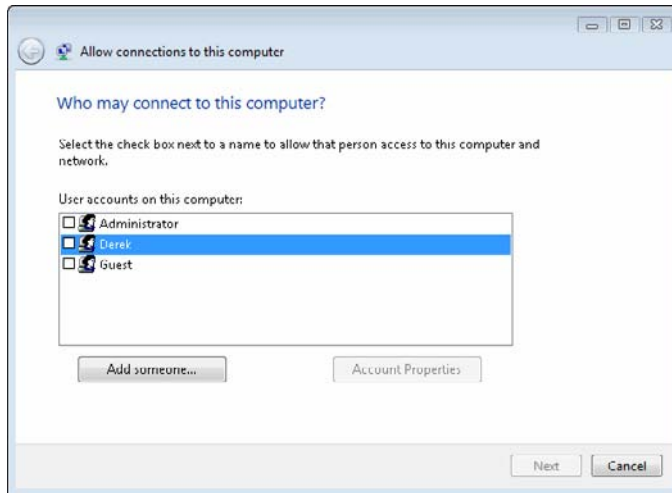 Allow connections to this computer
Who may connect to this computer?
Select the check box next to a name to allow that person access to this computer and
network.
User accounts on this computer:
Administrator
Derek
Guest
Add someone...
Account Properties
Next
Cancel